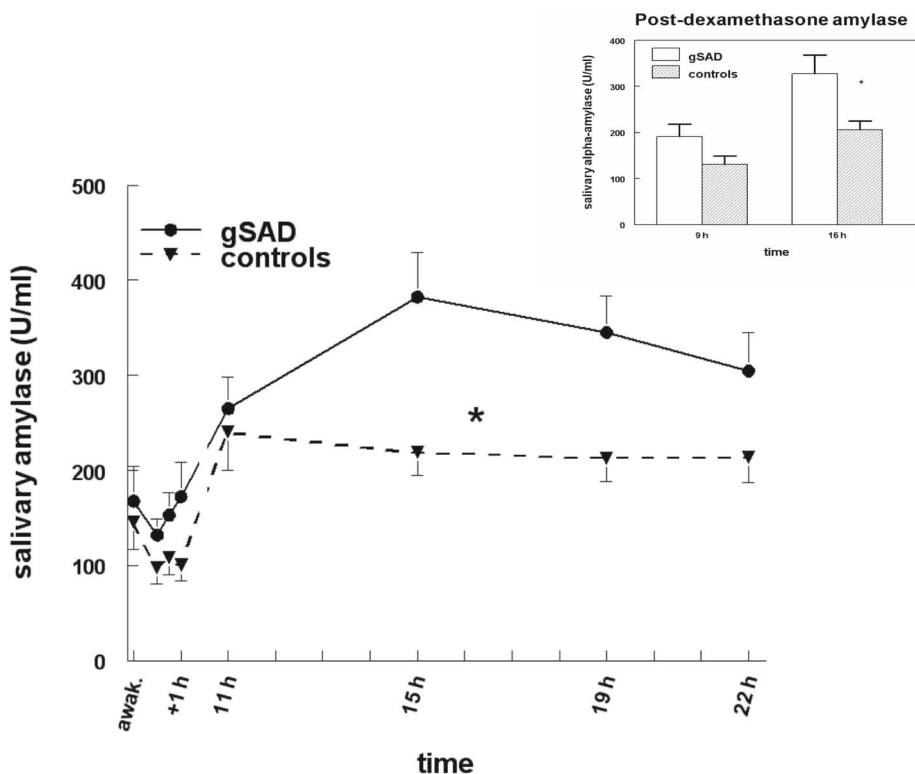 Post-dexamethasone amylase
400
300
200
100
0
salivary alpha-amylase (U/ml)
gSAD
controls
*
9 h
16 h
time
500
400
300
200
100
0
salivary amylase (U/ml)
gSAD
controls
*
awak.
+1 h
11 h
15 h
19 h
22 h
time